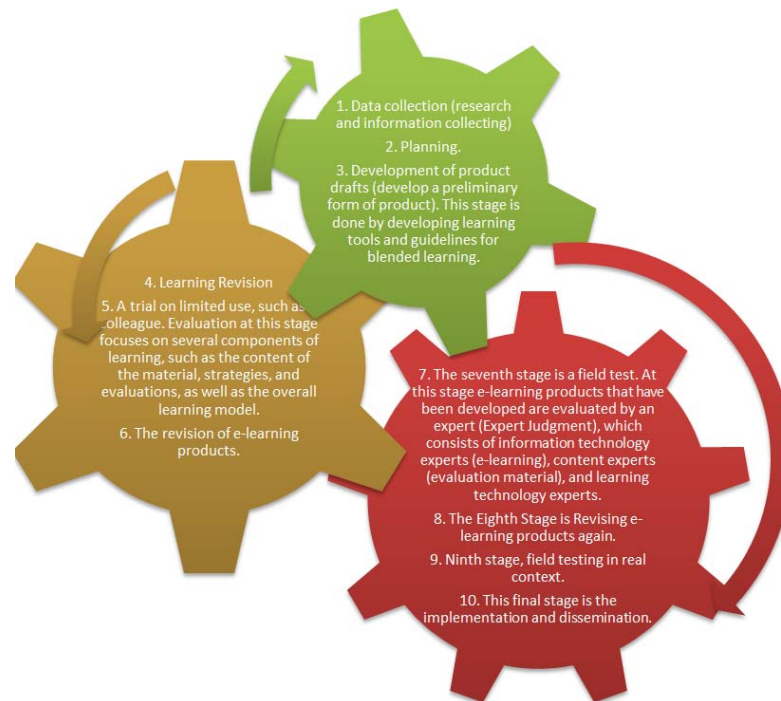 1. Data collection (research
and information collecting)
2. Planning.
3. Development of product
drafts (develop a preliminary
form of product). This stage is
done by developing learning
tools and guidelines for
blended learning.
4. Learning Revision
5. A trial on limited use, such as
colleague. Evaluation at this stage
focuses on several components
of learning, such as the content
of the material, strategies, and
evaluations, as well as the overall
learning model.
6. The revision of e-learning
products.
7. The seventh stage is a field test. At
this stage e-learning products that have
been developed are evaluated by an
expert (Expert Judgment), which
consists of information technology
experts (e-learning), content experts
(evaluation material), and learning
technology experts.
8. The Eighth Stage is Revising e-
learning products again.
9. Ninth stage, field testing in real
context.
10. This final stage is the
implementation and dissemination.